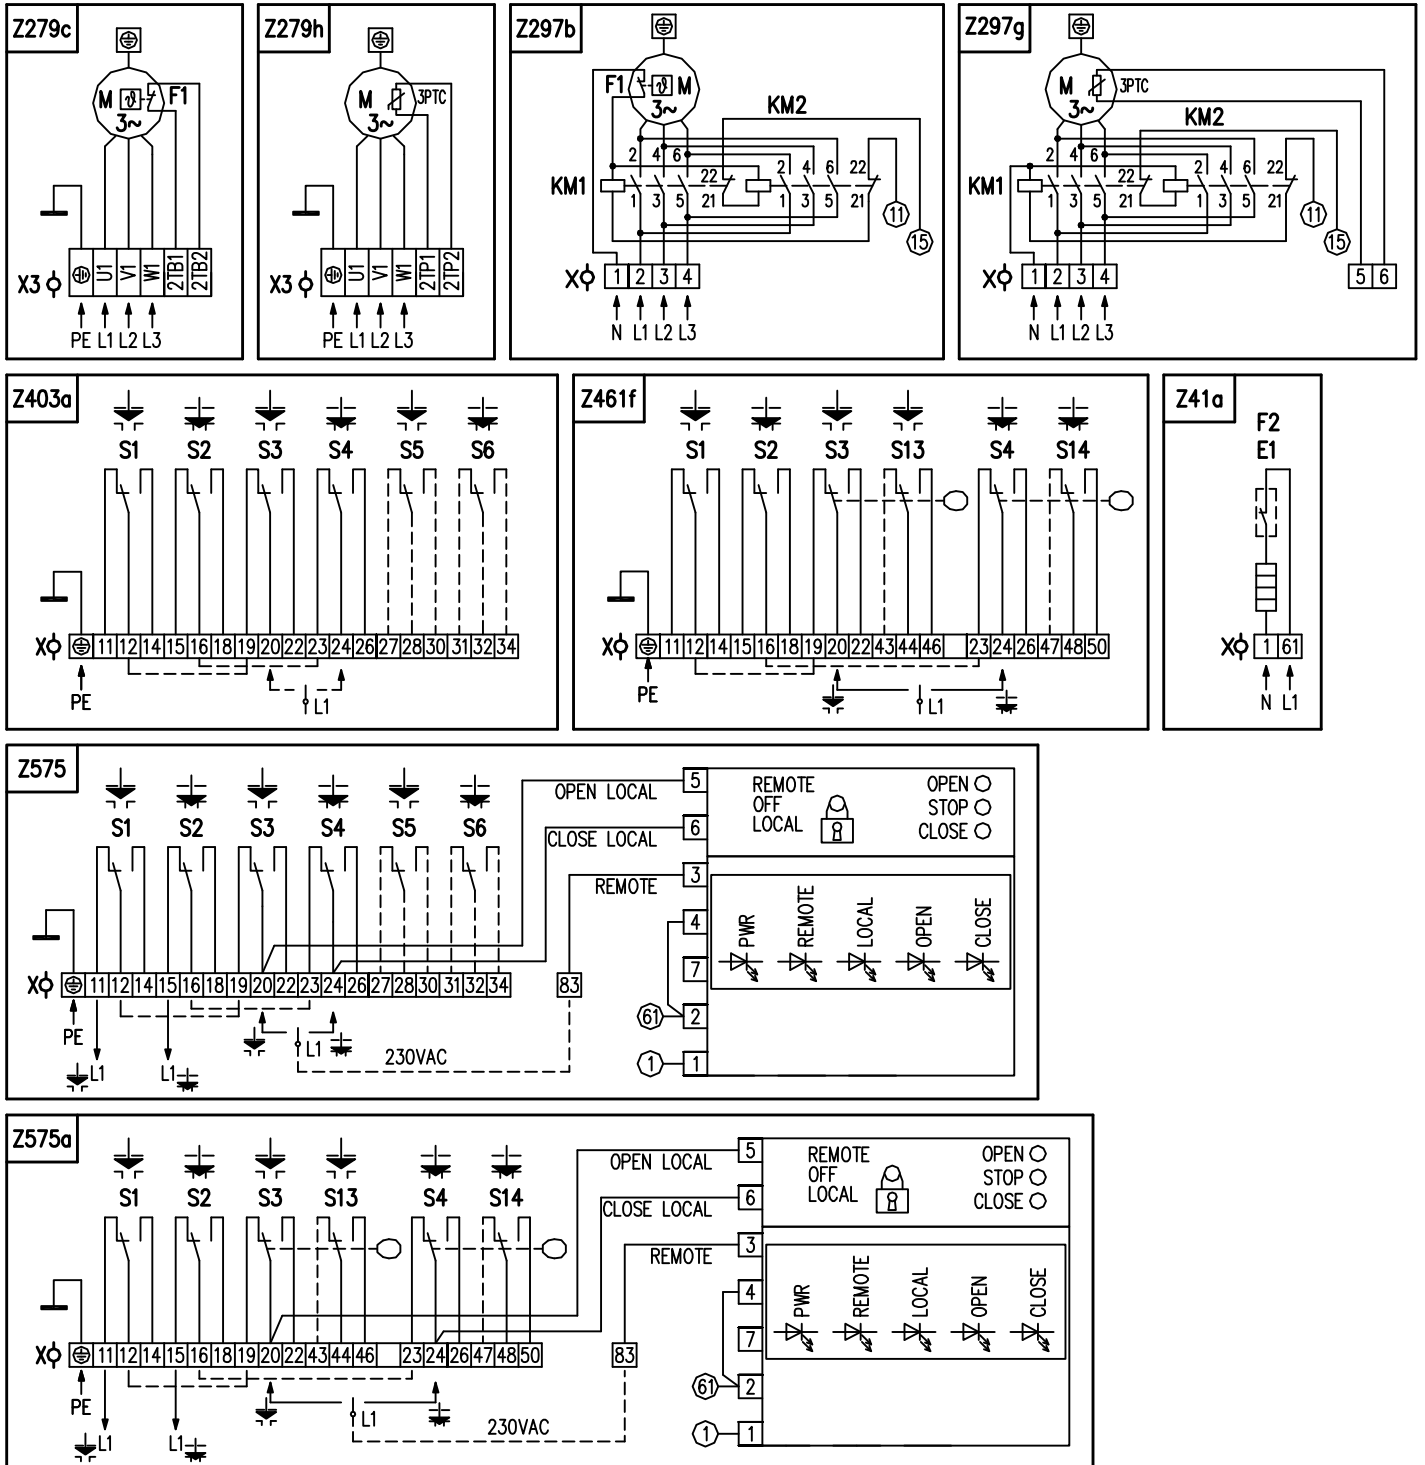 Z279c
M ϑ F1
3~
X3 U1 V1 W1 2TB1 2TB2
PE L1 L2 L3
Z279h
M 3PTC
3~
X3 U1 V1 W1 2TP1 2TP2
PE L1 L2 L3
Z297b
F1 ϑ M
3~
KM2
2 4 6 22 2 4 6 22
KM1
1 3 5 21 1 3 5 21
11
15
X 1 2 3 4
N L1 L2 L3
Z297g
M 3PTC
3~
KM2
2 4 6 22 2 4 6 22
KM1
1 3 5 21 1 3 5 21
11
15
X 1 2 3 4 5 6
N L1 L2 L3
Z403a
S1 S2 S3 S4 S5 S6
X 11 12 14 15 16 18 19 20 22 23 24 26 27 28 30 31 32 34
PE L1
Z461f
S1 S2 S3 S13 S4 S14
X 11 12 14 15 16 18 19 20 22 43 44 46 23 24 26 47 48 50
PE L1
Z41a
F2
E1
X 1 61
N L1
Z575
S1 S2 S3 S4 S5 S6
X 11 12 14 15 16 18 19 20 22 23 24 26 27 28 30 31 32 34 83
PE L1 L1 L1
230VAC
OPEN LOCAL 5
CLOSE LOCAL 6
REMOTE 3
4
7
61 2
1 1
REMOTE
OFF
LOCAL
OPEN
STOP
CLOSE
PWR REMOTE LOCAL OPEN CLOSE
Z575a
S1 S2 S3 S13 S4 S14
X 11 12 14 15 16 18 19 20 22 43 44 46 23 24 26 47 48 50 83
PE L1 L1 L1
230VAC
OPEN LOCAL 5
CLOSE LOCAL 6
REMOTE 3
4
7
61 2
1 1
REMOTE
OFF
LOCAL
OPEN
STOP
CLOSE
PWR REMOTE LOCAL OPEN CLOSE